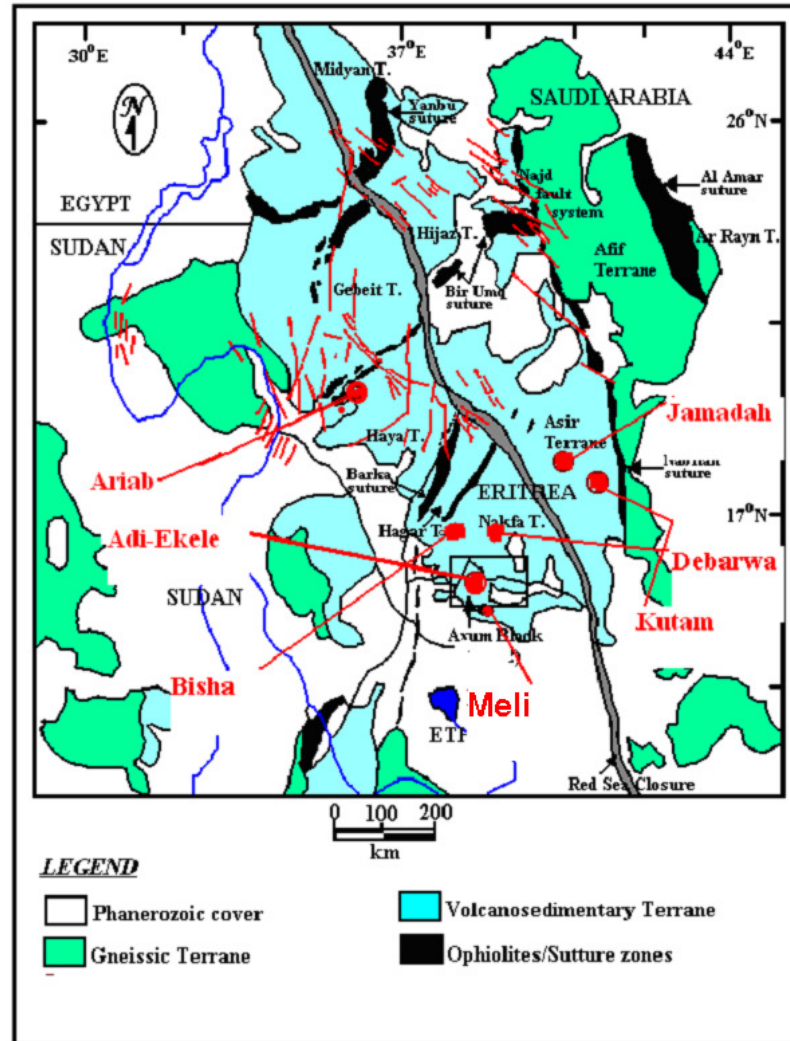 30°E
37°E
44°E
Midyan T.
N
Yanbu
suture
SAUDI ARABIA
26°N
Al Amar
suture
Najd
fault
system
EGYPT
SUDAN
Hijaz T.
Ar Rayn T.
Afif
Terrane
Bir Umq
suture
Gebeit T.
Jamadah
Asir
Terrane
Haya T.
suture
Barka
suture
ERITREA
Ariab
17°N
Hagar T.
Nakfa T.
Adi-Ekele
Debarwa
SUDAN
Kutam
Axum Block
Bisha
Meli
ETI
Red Sea Closure
0 100 200
km
LEGEND
Phanerozoic cover
Volcanosedimentary Terrane
Gneissic Terrane
Ophiolites/Suture zones